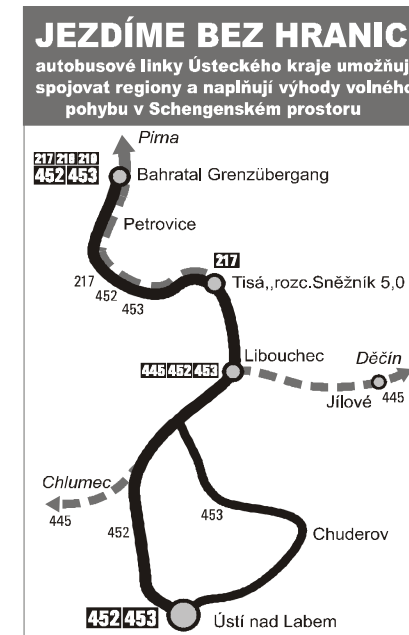 JEZDÍME BEZ HRANIC
autobusové linky Ústeckého kraje umožňuj
spojovat regiony a naplňují výhody volného
pohybu v Schengenském prostoru
Pirna
217 218 219
452 453
Bahratal Grenzübergang
Petrovice
217
217
452
453
Tisá,,rozc.Sněžník 5,0
Libouchec
Děčín
445 452 453
Jílové
445
Chlumec
445
452
453
Chuderov
452 453
Ústí nad Labem